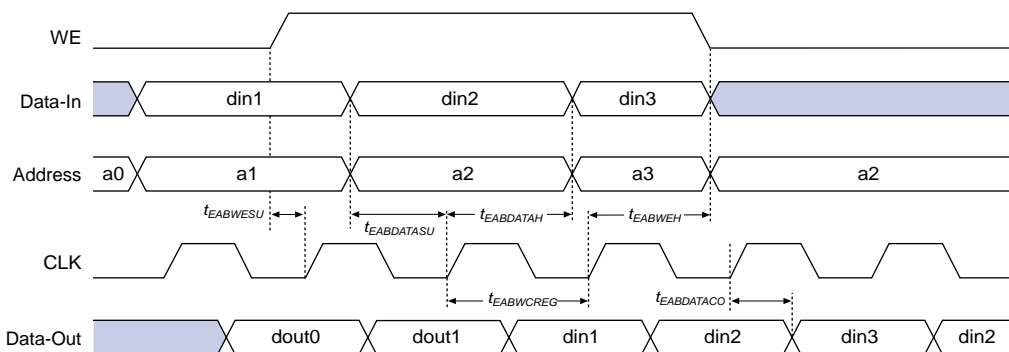 WE
Data-In din1 din2 din3
Address a0 a1 a2 a3 a2
tEABWESU tEABDATASU tEABDATAH tEABWEH
CLK
tEABWCREG tEABDATACO
Data-Out dout0 dout1 din1 din2 din3 din2